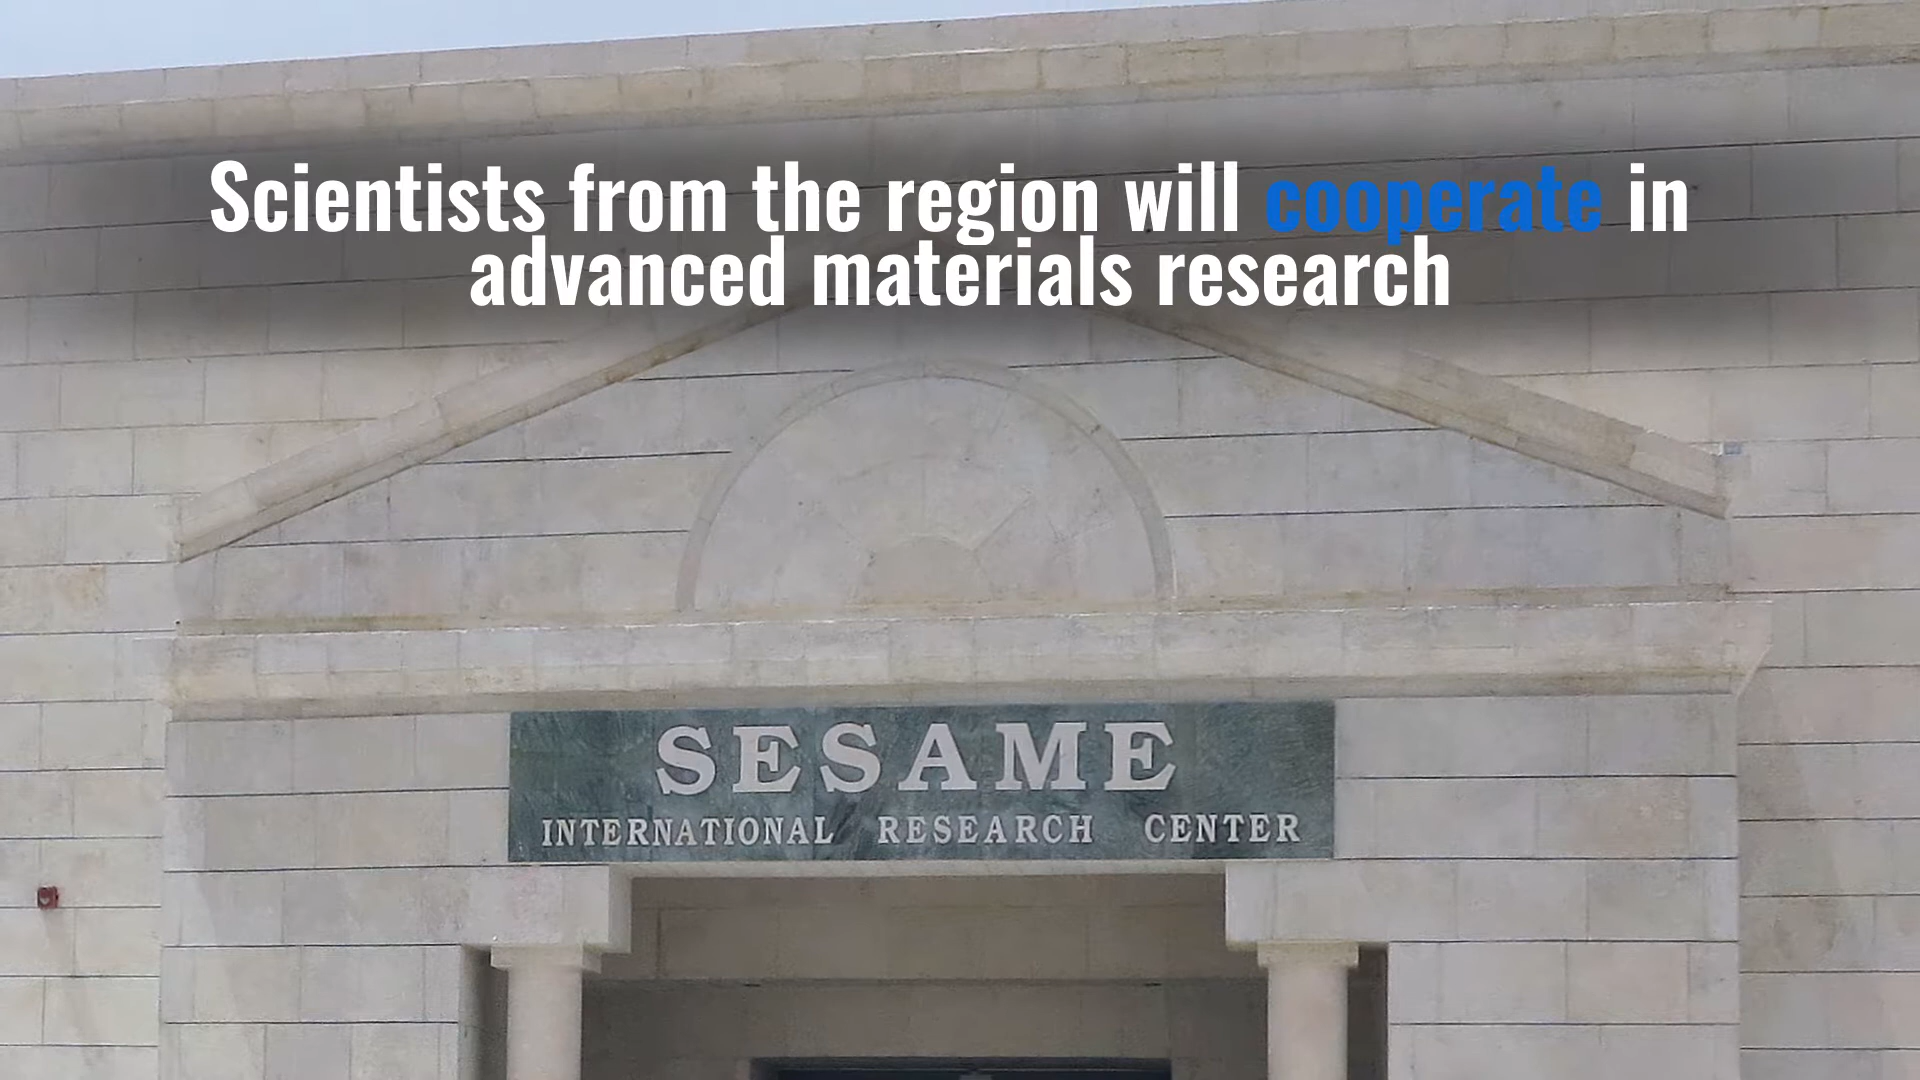 Scientists from the region will cooperate in
advanced materials research
SESAME
INTERNATIONAL RESEARCH CENTER